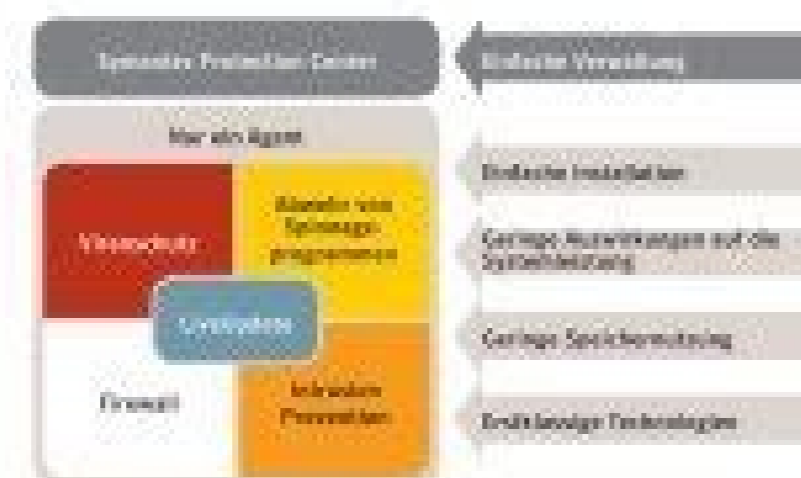 Symantec Protection Center
Einfache Verwaltung
Nur ein Agent
Einfache Installation
Virenschutz
Abwehr von
Spionage-
programmen
Geringe Auswirkungen auf die
Systemleistung
LiveUpdate
Geringe Speichernutzung
Firewall
Intrusion
Prevention
Erstklassige Technologien